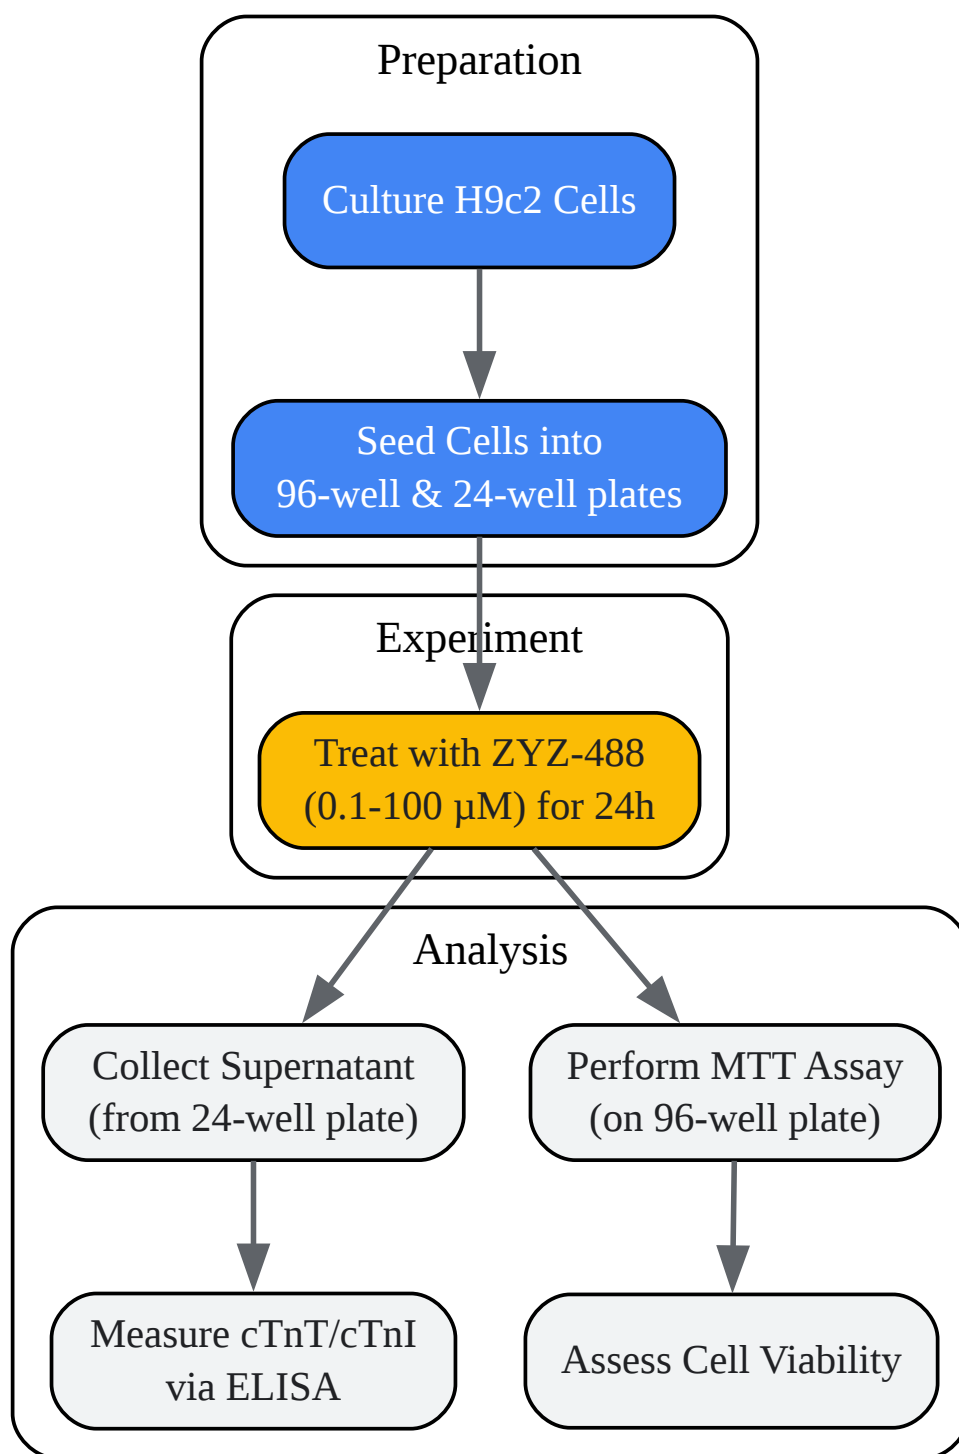 Preparation
Culture H9c2 Cells
Seed Cells into
96-well & 24-well plates
Experiment
Treat with ZYZ-488
(0.1-100 µM) for 24h
Analysis
Collect Supernatant
(from 24-well plate)
Perform MTT Assay
(on 96-well plate)
Measure cTnT/cTnI
via ELISA
Assess Cell Viability